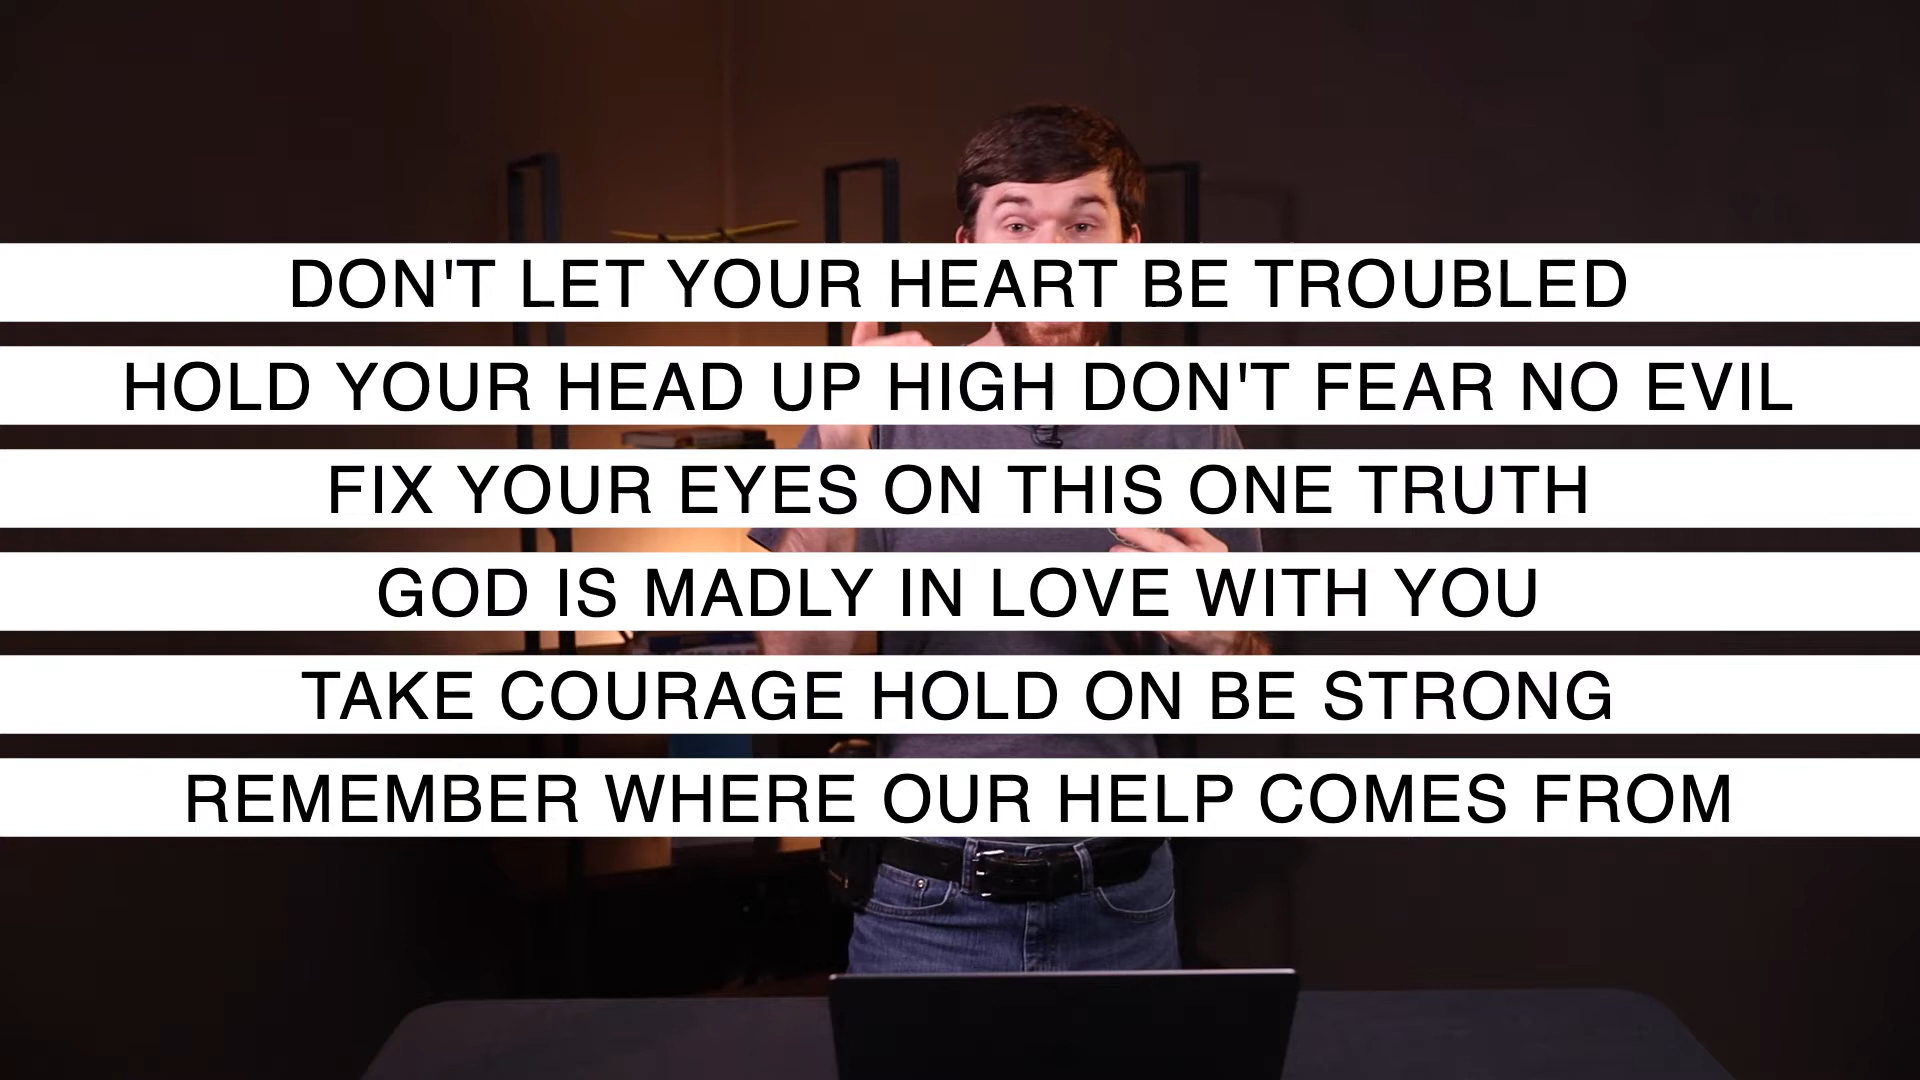 DON'T LET YOUR HEART BE TROUBLED
HOLD YOUR HEAD UP HIGH DON'T FEAR NO EVIL
FIX YOUR EYES ON THIS ONE TRUTH
GOD IS MADLY IN LOVE WITH YOU
TAKE COURAGE HOLD ON BE STRONG
REMEMBER WHERE OUR HELP COMES FROM